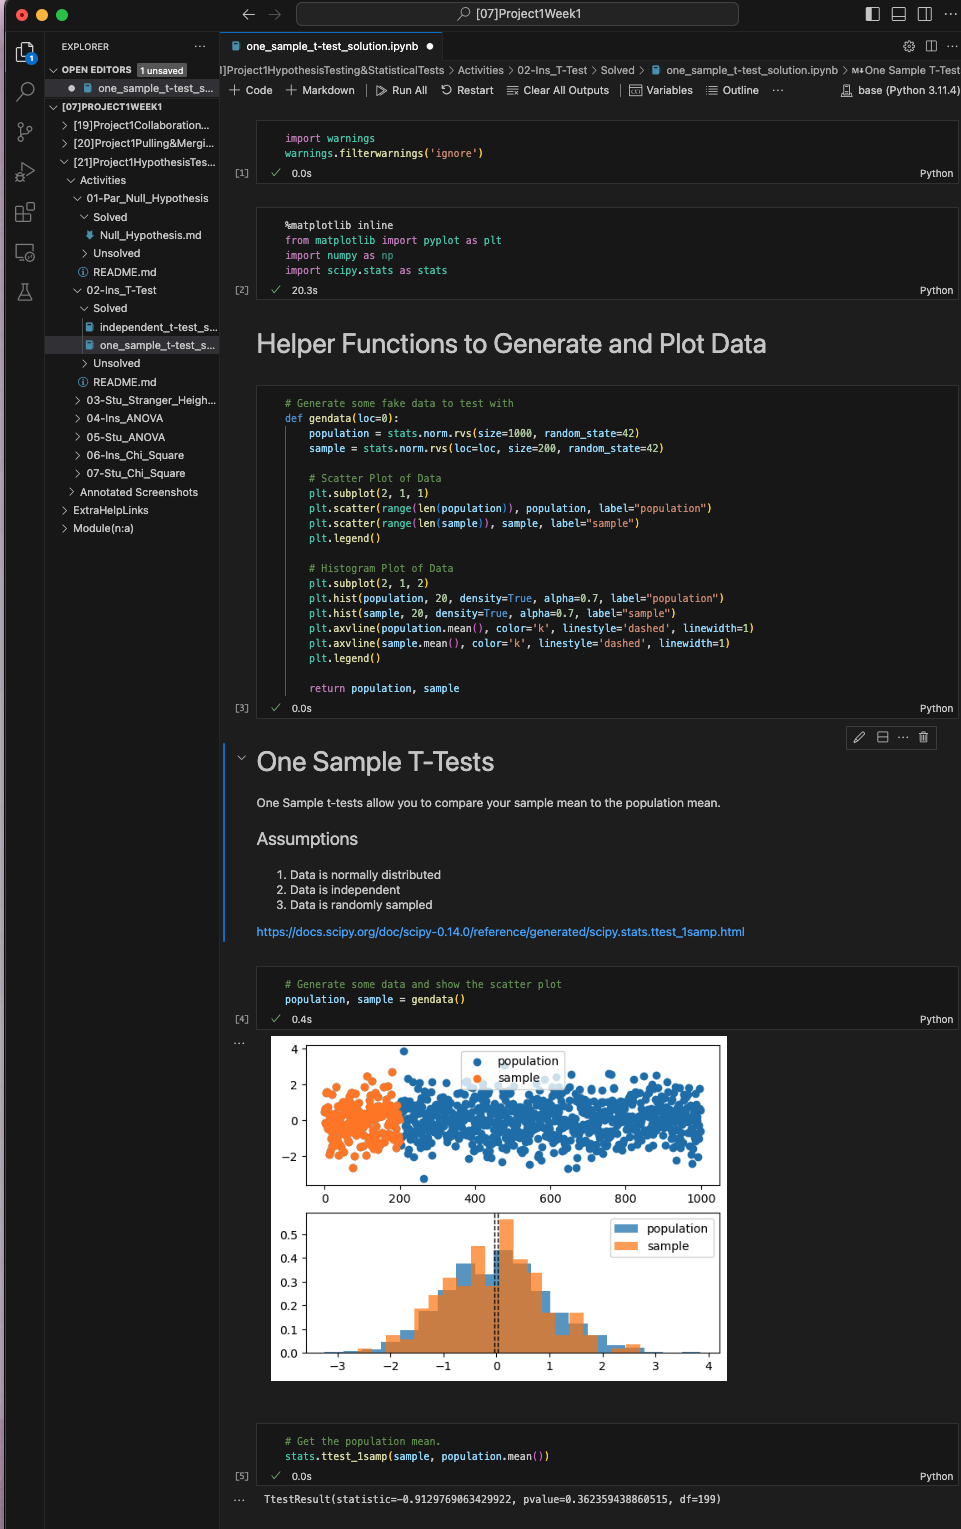 [07]Project1Week1
EXPLORER
OPEN EDITORS 1 unsaved
one_sample_t-test_s...
[07]PROJECT1WEEK1
[19]Project1Collaboration...
[20]Project1Pulling&Mergi...
[21]Project1HypothesisTes...
Activities
01-Par_Null_Hypothesis
Solved
Null_Hypothesis.md
Unsolved
README.md
02-Ins_T-Test
Solved
independent_t-test_s...
one_sample_t-test_s...
Unsolved
README.md
03-Stu_Stranger_Heigh...
04-Ins_ANOVA
05-Stu_ANOVA
06-Ins_Chi_Square
07-Stu_Chi_Square
Annotated Screenshots
ExtraHelpLinks
Module(n:a)
one_sample_t-test_solution.ipynb
]Project1HypothesisTesting&StatisticalTests > Activities > 02-Ins_T-Test > Solved > one_sample_t-test_solution.ipynb > M↓One Sample T-Test
+ Code + Markdown Run All Restart Clear All Outputs Variables Outline ... base (Python 3.11.4)
import warnings
warnings.filterwarnings('ignore')
[1] 0.0s Python
%matplotlib inline
from matplotlib import pyplot as plt
import numpy as np
import scipy.stats as stats
[2] 20.3s Python
Helper Functions to Generate and Plot Data
# Generate some fake data to test with
def gendata(loc=0):
population = stats.norm.rvs(size=1000, random_state=42)
sample = stats.norm.rvs(loc=loc, size=200, random_state=42)
# Scatter Plot of Data
plt.subplot(2, 1, 1)
plt.scatter(range(len(population)), population, label="population")
plt.scatter(range(len(sample)), sample, label="sample")
plt.legend()
# Histogram Plot of Data
plt.subplot(2, 1, 2)
plt.hist(population, 20, density=True, alpha=0.7, label="population")
plt.hist(sample, 20, density=True, alpha=0.7, label="sample")
plt.axvline(population.mean(), color='k', linestyle='dashed', linewidth=1)
plt.axvline(sample.mean(), color='k', linestyle='dashed', linewidth=1)
plt.legend()
return population, sample
[3] 0.0s Python
One Sample T-Tests
One Sample t-tests allow you to compare your sample mean to the population mean.
Assumptions
1. Data is normally distributed
2. Data is independent
3. Data is randomly sampled
https://docs.scipy.org/doc/scipy-0.14.0/reference/generated/scipy.stats.ttest_1samp.html
# Generate some data and show the scatter plot
population, sample = gendata()
[4] 0.4s Python
4
2
0
−2
population
sample
0 200 400 600 800 1000
0.5
0.4
0.3
0.2
0.1
0.0
population
sample
−3 −2 −1 0 1 2 3 4
# Get the population mean.
stats.ttest_1samp(sample, population.mean())
[5] 0.0s Python
TtestResult(statistic=-0.9129769063429922, pvalue=0.362359438860515, df=199)